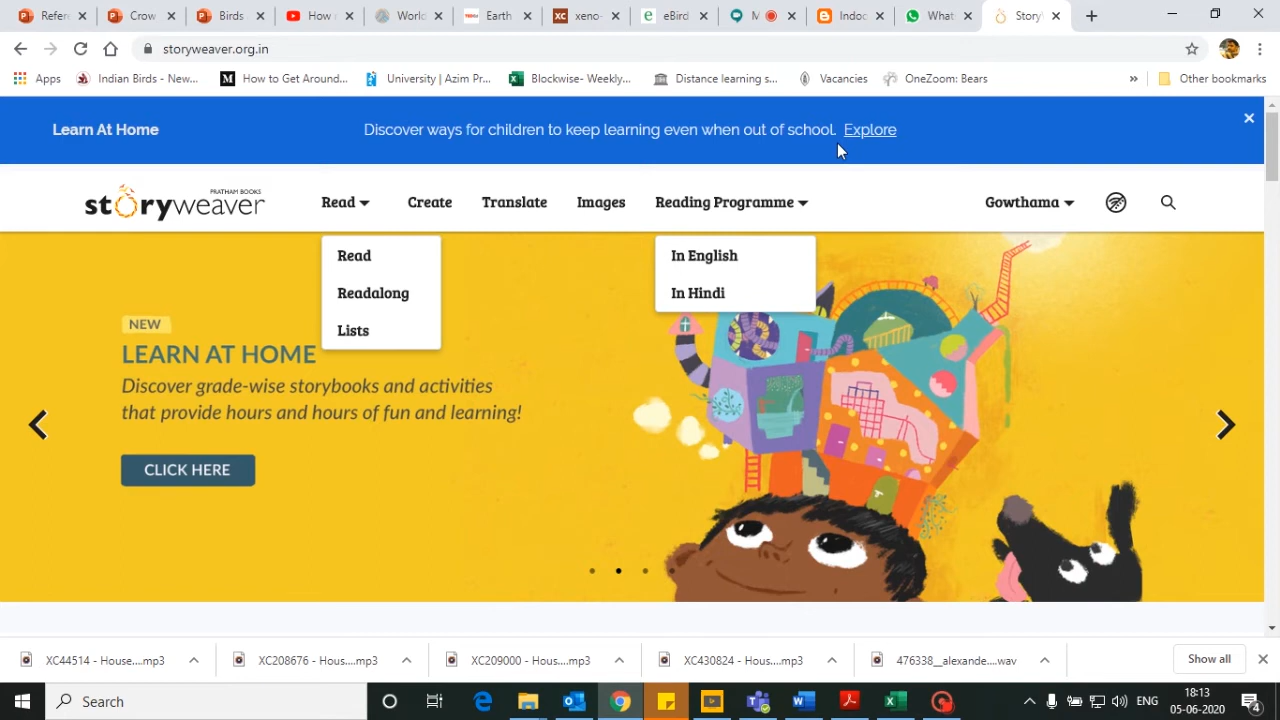 Refere
Crow
Birds
How r
World
Earth
xeno-
eBird
M
Indoc
What
StoryW
storyweaver.org.in
Apps
Indian Birds - New...
How to Get Around...
University | Azim Pr...
Blockwise- Weekly...
Distance learning s...
Vacancies
OneZoom: Bears
Other bookmarks
Learn At Home
Discover ways for children to keep learning even when out of school. Explore
PRATHAM BOOKS
storyweaver
Read
Create
Translate
Images
Reading Programme
Gowthama
Read
Readalong
Lists
In English
In Hindi
NEW
LEARN AT HOME
Discover grade-wise storybooks and activities
that provide hours and hours of fun and learning!
CLICK HERE
XC44514 - House....mp3
XC208676 - Hous....mp3
XC209000 - Hous....mp3
XC430824 - Hous....mp3
476338__alexande....wav
Show all
Search
ENG
18:13
05-06-2020
4